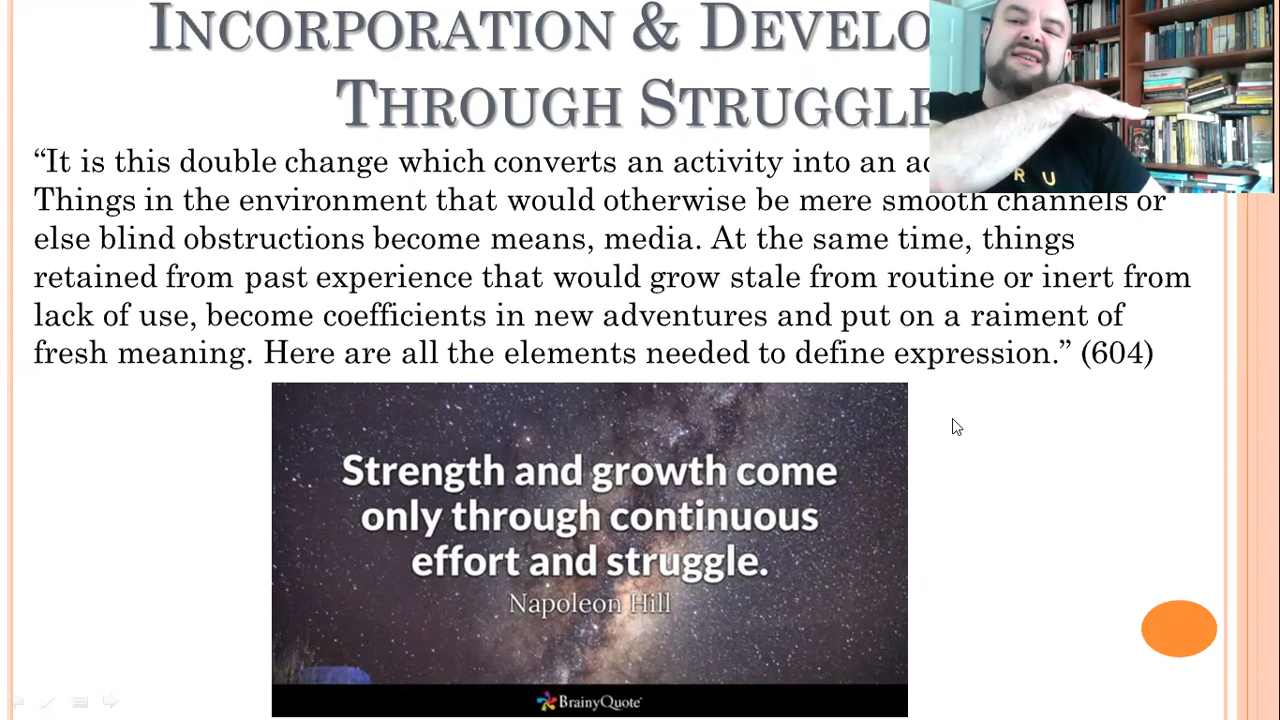 INCORPORATION & DEVELO
THROUGH STRUGGLE
“It is this double change which converts an activity into an ac
Things in the environment that would otherwise be mere smooth channels or
else blind obstructions become means, media. At the same time, things
retained from past experience that would grow stale from routine or inert from
lack of use, become coefficients in new adventures and put on a raiment of
fresh meaning. Here are all the elements needed to define expression.” (604)
Strength and growth come
only through continuous
effort and struggle.
Napoleon Hill
BrainyQuote
R U